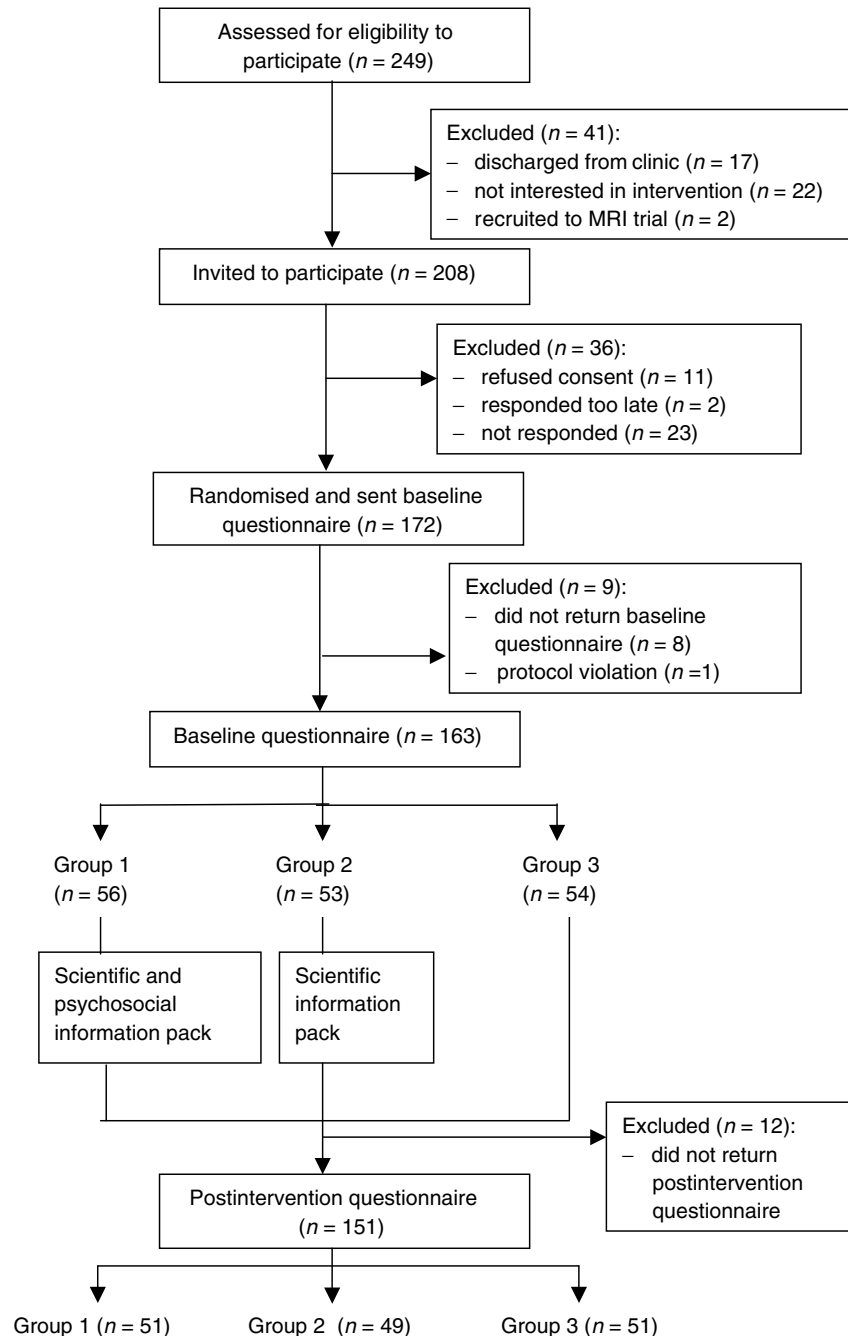 Assessed for eligibility to
participate (n = 249)
Excluded (n = 41):
– discharged from clinic (n = 17)
– not interested in intervention (n = 22)
– recruited to MRI trial (n = 2)
Invited to participate (n = 208)
Excluded (n = 36):
– refused consent (n = 11)
– responded too late (n = 2)
– not responded (n = 23)
Randomised and sent baseline
questionnaire (n = 172)
Excluded (n = 9):
– did not return baseline
questionnaire (n = 8)
– protocol violation (n =1)
Baseline questionnaire (n = 163)
Group 1
(n = 56)
Group 2
(n = 53)
Group 3
(n = 54)
Scientific and
psychosocial
information pack
Scientific
information
pack
Excluded (n = 12):
– did not return
postintervention
questionnaire
Postintervention questionnaire
(n = 151)
Group 1 (n = 51)
Group 2 (n = 49)
Group 3 (n = 51)